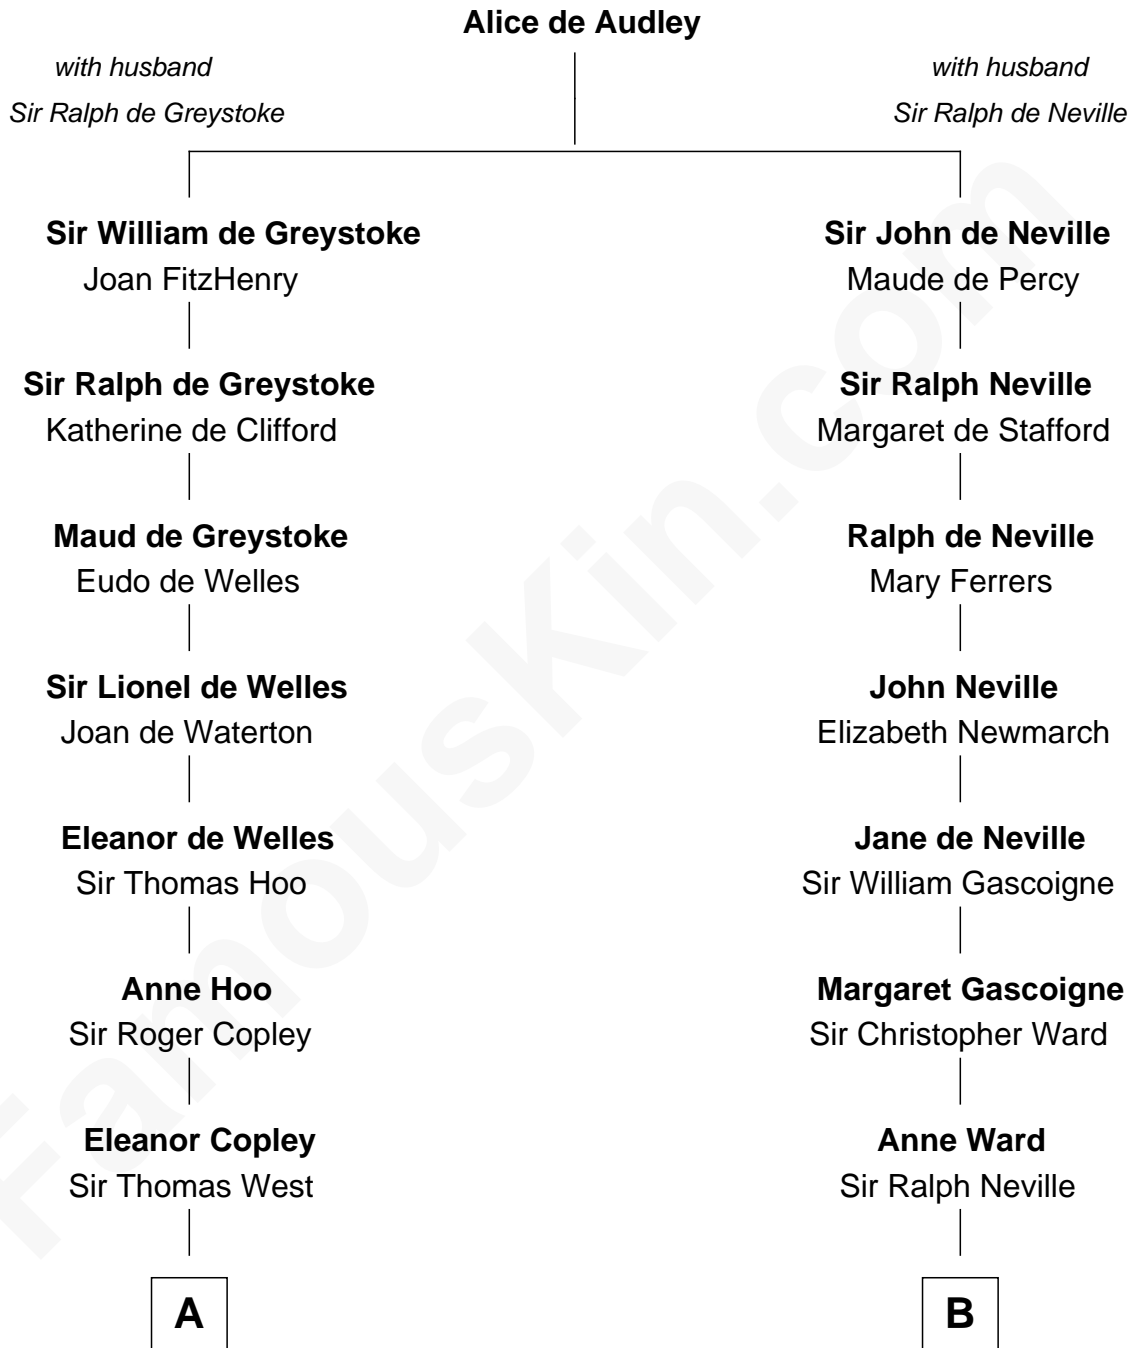 Alice de Audley
with husband
Sir Ralph de Greystoke
with husband
Sir Ralph de Neville
Sir William de Greystoke
Joan FitzHenry
Sir Ralph de Greystoke
Katherine de Clifford
Maud de Greystoke
Eudo de Welles
Sir Lionel de Welles
Joan de Waterton
Eleanor de Welles
Sir Thomas Hoo
Anne Hoo
Sir Roger Copley
Eleanor Copley
Sir Thomas West
A
Sir John de Neville
Maude de Percy
Sir Ralph Neville
Margaret de Stafford
Ralph de Neville
Mary Ferrers
John Neville
Elizabeth Newmarch
Jane de Neville
Sir William Gascoigne
Margaret Gascoigne
Sir Christopher Ward
Anne Ward
Sir Ralph Neville
B
FamousKin.com